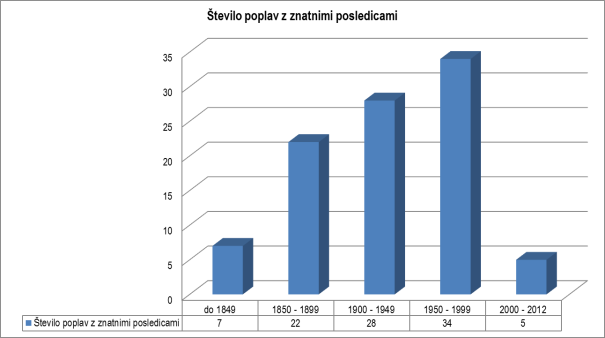 Število poplav z znatnimi posledicami
35
30
25
20
15
10
5
0
do 1849 1850 - 1899 1900 - 1949 1950 - 1999 2000 - 2012
Število poplav z znatnimi posledicami 7 22 28 34 5